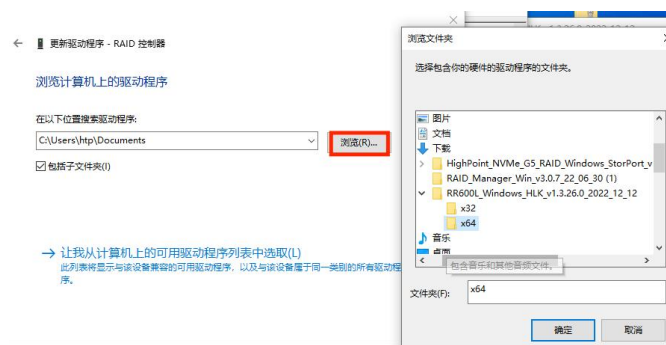 更新驱动程序 - RAID 控制器
浏览计算机上的驱动程序
在以下位置搜索驱动程序:
C:\Users\htp\Documents
浏览(R)...
包括子文件夹(I)
让我从计算机上的可用驱动程序列表中选取(L)
此列表将显示与该设备兼容的可用驱动程序，以及与该设备属于同一类别的所有驱动程
序。
浏览文件夹
选择包含你的硬件的驱动程序的文件夹。
图片
文档
下载
HighPoint_NVMe_G5_RAID_Windows_StorPort_v
RAID_Manager_Win_v3.0.7_22_06_30 (1)
RR600L_Windows_HLK_v1.3.26.0_2022_12_12
x32
x64
音乐
桌面
包含音乐和其他音频文件。
文件夹(F):
x64
确定
取消